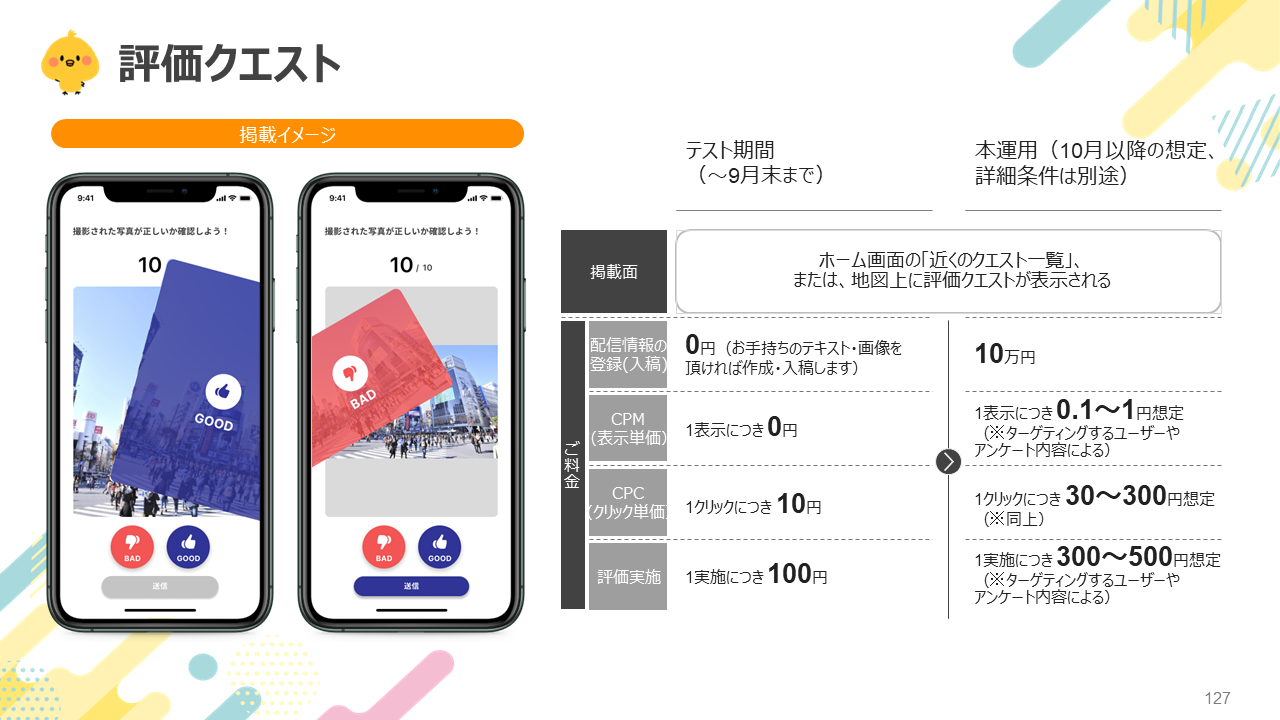 評価クエスト
掲載イメージ
9:41
撮影された写真が正しいか確認しよう！
10
GOOD
BAD
GOOD
送信
9:41
撮影された写真が正しいか確認しよう！
10 / 10
BAD
BAD
GOOD
送信
テスト期間
（～9月末まで）
本運用（10月以降の想定、
詳細条件は別途）
掲載面
ホーム画面の「近くのクエスト一覧」、
または、地図上に評価クエストが表示される
ご料金
配信情報の
登録(入稿)
0円（お手持ちのテキスト・画像を
頂ければ作成・入稿します）
10万円
CPM
(表示単価)
1表示につき 0円
1表示につき 0.1～1円想定
（※ターゲティングするユーザーや
アンケート内容による）
CPC
(クリック単価)
1クリックにつき 10円
1クリックにつき 30～300円想定
（※同上）
評価実施
1実施につき 100円
1実施につき 300～500円想定
（※ターゲティングするユーザーや
アンケート内容による）
127